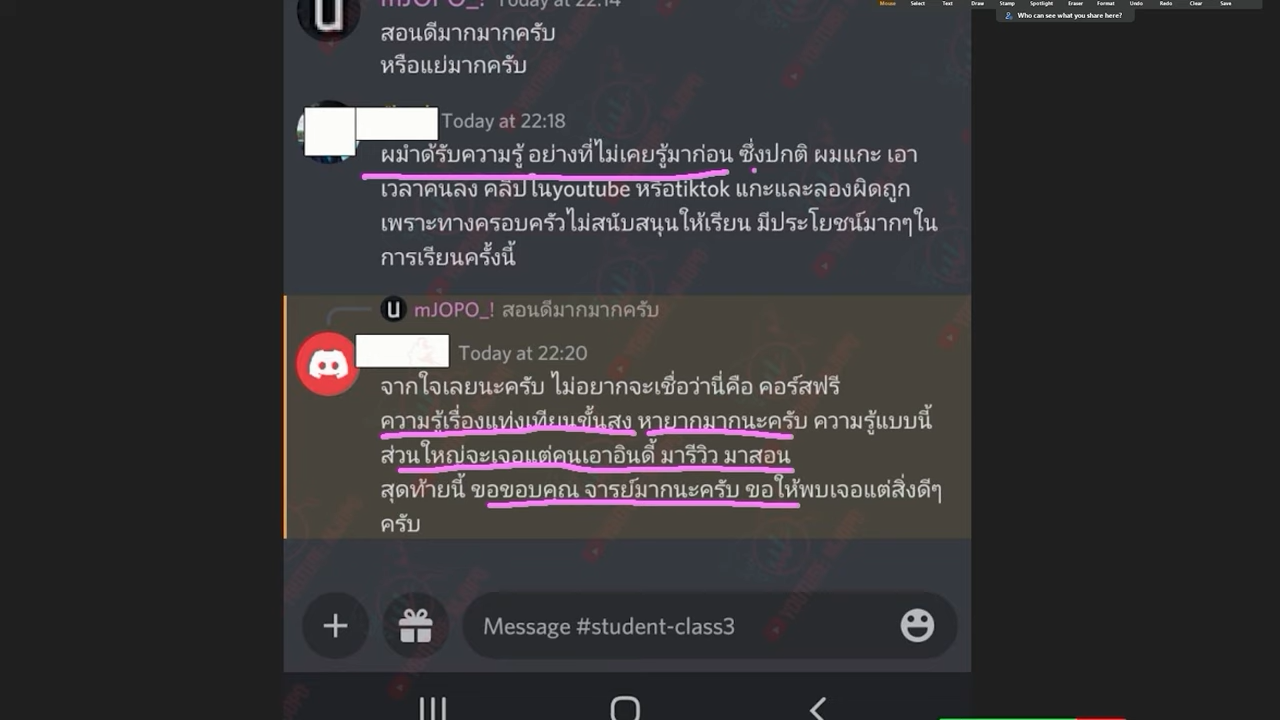 Mouse Select Text Draw Stamp Spotlight Eraser Format Undo Redo Clear Save
Who can see what you share here?
mJOPO_! Today at 22:14
สอนดีมากมากครับ
หรือแย่มากครับ
Today at 22:18
ผมำด้รับความรู้ อย่างที่ไม่เคยรู้มาก่อน ซึ่งปกติ ผมแกะ เอา
เวลาคนลง คลิปในyoutube หรือtiktok แกะและลองผิดถูก
เพราะทางครอบครัวไม่สนับสนุนให้เรียน มีประโยชน์มากๆใน
การเรียนครั้งนี้
mJOPO_! สอนดีมากมากครับ
Today at 22:20
จากใจเลยนะครับ ไม่อยากจะเชื่อว่านี่คือ คอร์สฟรี
ความรู้เรื่องแท่งเทียนขั้นสูง หายากมากนะครับ ความรู้แบบนี้
ส่วนใหญ่จะเจอแต่คนเอาอินดี้ มารีวิว มาสอน
สุดท้ายนี้ ขอขอบคุณ จารย์มากนะครับ ขอให้พบเจอแต่สิ่งดีๆ
ครับ
Message #student-class3